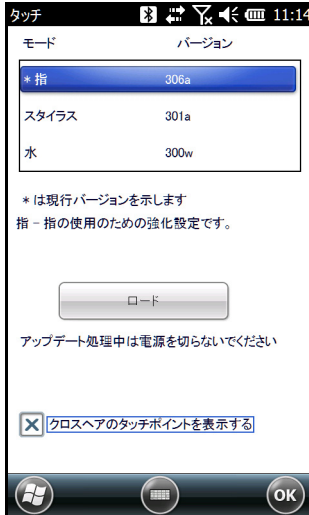 タッチ 11:14
モード バージョン
* 指 306a
スタイラス 301a
水 300w
* は現行バージョンを示します
指 - 指の使用のための強化設定です。
ロード
アップデート処理中は電源を切らないでください
クロスヘアのタッチポイントを表示する
OK